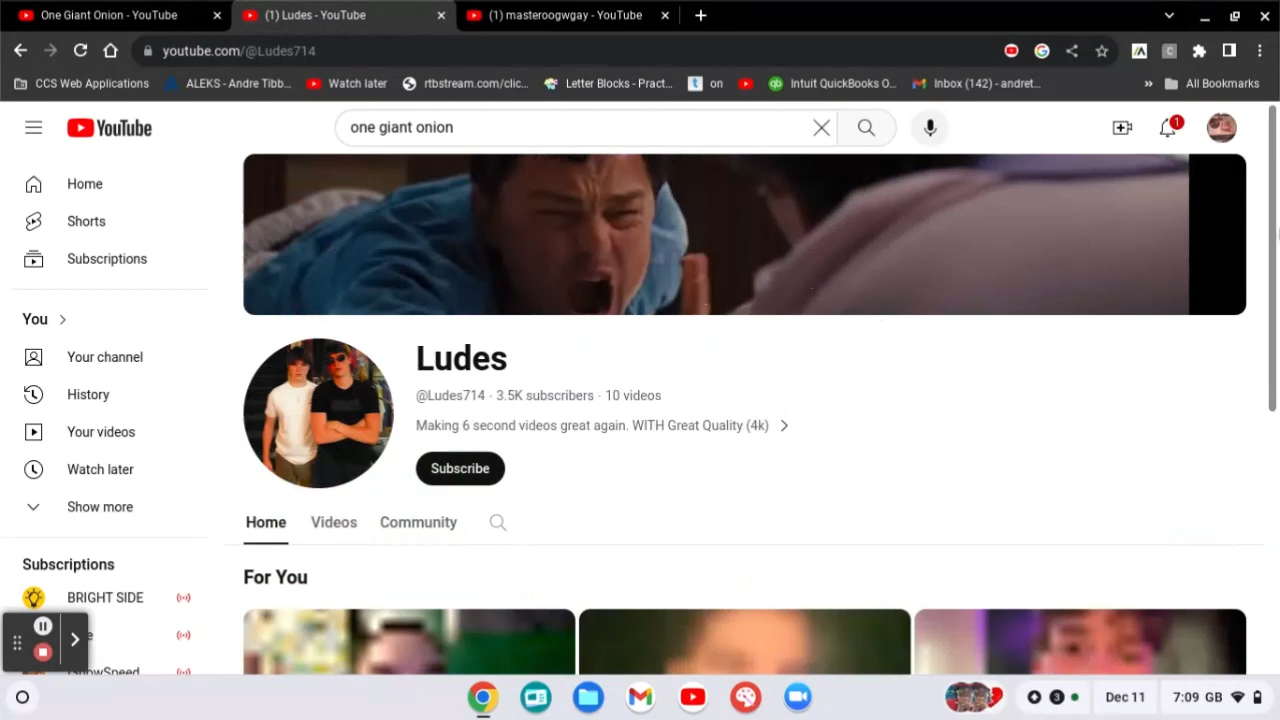 One Giant Onion - YouTube
(1) Ludes - YouTube
(1) masteroogwgay - YouTube
youtube.com/@Ludes714
CCS Web Applications
ALEKS - Andre Tibb...
Watch later
rtbstream.com/clic...
Letter Blocks - Pract...
on
Intuit QuickBooks O...
Inbox (142) - andret...
All Bookmarks
YouTube
one giant onion
1
Home
Shorts
Subscriptions
You
Your channel
History
Your videos
Watch later
Show more
Subscriptions
BRIGHT SIDE
Ludes
@Ludes714 · 3.5K subscribers · 10 videos
Making 6 second videos great again. WITH Great Quality (4k)
Subscribe
Home
Videos
Community
For You
3
Dec 11
7:09 GB